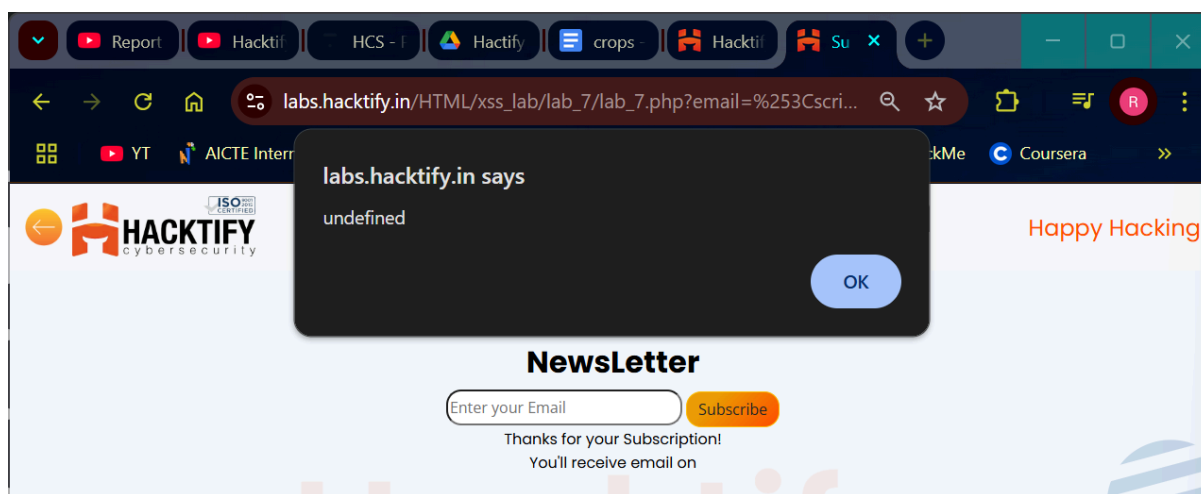 Report Hacktif HCS - F Hactify crops - Hacktif Su
labs.hacktify.in/HTML/xss_lab/lab_7/lab_7.php?email=%253Cscri... R
YT AICTE Intern kMe Coursera
labs.hacktify.in says
undefined
OK
ISO
CERTIFIED
HACKTIFY
cybersecurity
Happy Hacking
NewsLetter
Enter your Email Subscribe
Thanks for your Subscription!
You'll receive email on